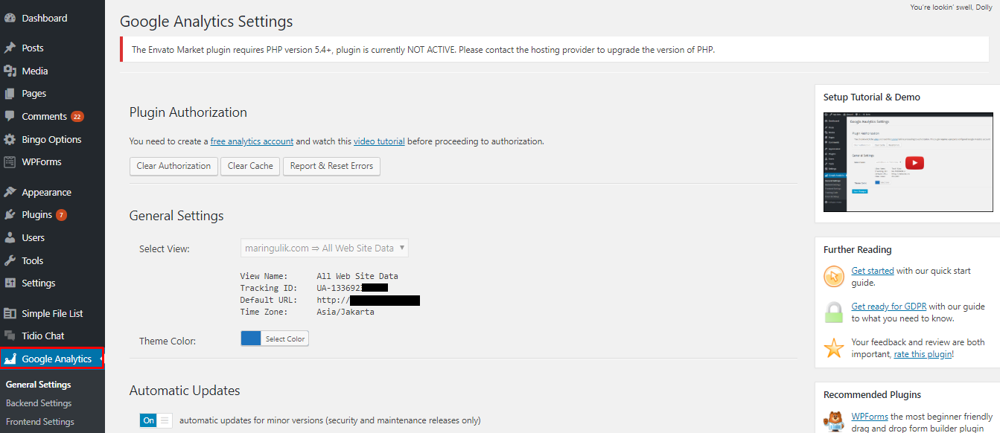 You're lookin' swell, Dolly
Dashboard
Posts
Media
Pages
Comments 22
Bingo Options
WPForms
Appearance
Plugins 7
Users
Tools
Settings
Simple File List
Tidio Chat
Google Analytics
General Settings
Backend Settings
Frontend Settings
Google Analytics Settings
The Envato Market plugin requires PHP version 5.4+, plugin is currently NOT ACTIVE. Please contact the hosting provider to upgrade the version of PHP.
Plugin Authorization
You need to create a free analytics account and watch this video tutorial before proceeding to authorization.
Clear Authorization Clear Cache Report & Reset Errors
General Settings
Select View: maringulik.com ⇒ All Web Site Data
View Name: All Web Site Data
Tracking ID: UA-133692
Default URL: http://
Time Zone: Asia/Jakarta
Theme Color: Select Color
Automatic Updates
On automatic updates for minor versions (security and maintenance releases only)
Setup Tutorial & Demo
Google Analytics Settings
Plugin Authorization
General Settings
Further Reading
Get started with our quick start
guide.
Get ready for GDPR with our guide
to what you need to know.
Your feedback and review are both
important, rate this plugin!
Recommended Plugins
WPForms the most beginner friendly
drag and drop form builder plugin